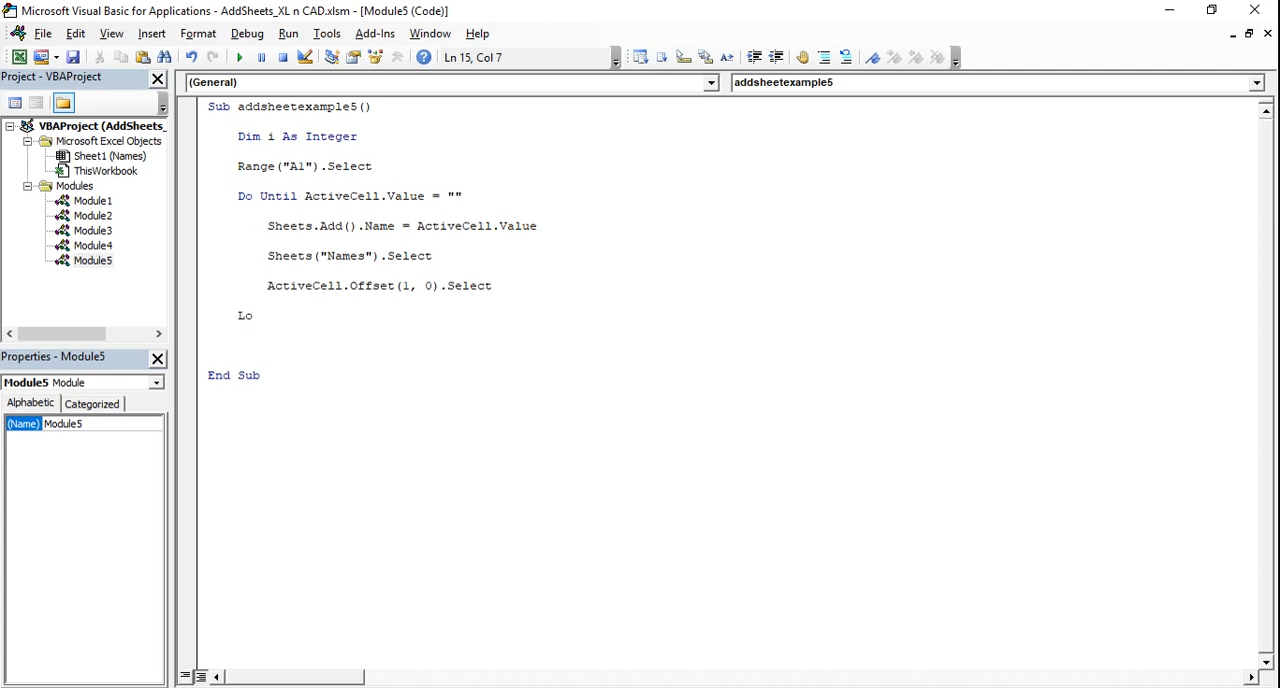 Microsoft Visual Basic for Applications - AddSheets_XL n CAD.xlsm - [Module5 (Code)]
File Edit View Insert Format Debug Run Tools Add-Ins Window Help
Ln 15, Col 7
Project - VBAProject
(General)
addsheetexample5
VBAProject (AddSheets_
Microsoft Excel Objects
Sheet1 (Names)
ThisWorkbook
Modules
Module1
Module2
Module3
Module4
Module5
Properties - Module5
Module5 Module
Alphabetic Categorized
(Name) Module5
Sub addsheetexample5()
Dim i As Integer
Range("A1").Select
Do Until ActiveCell.Value = ""
Sheets.Add().Name = ActiveCell.Value
Sheets("Names").Select
ActiveCell.Offset(1, 0).Select
Lo
End Sub